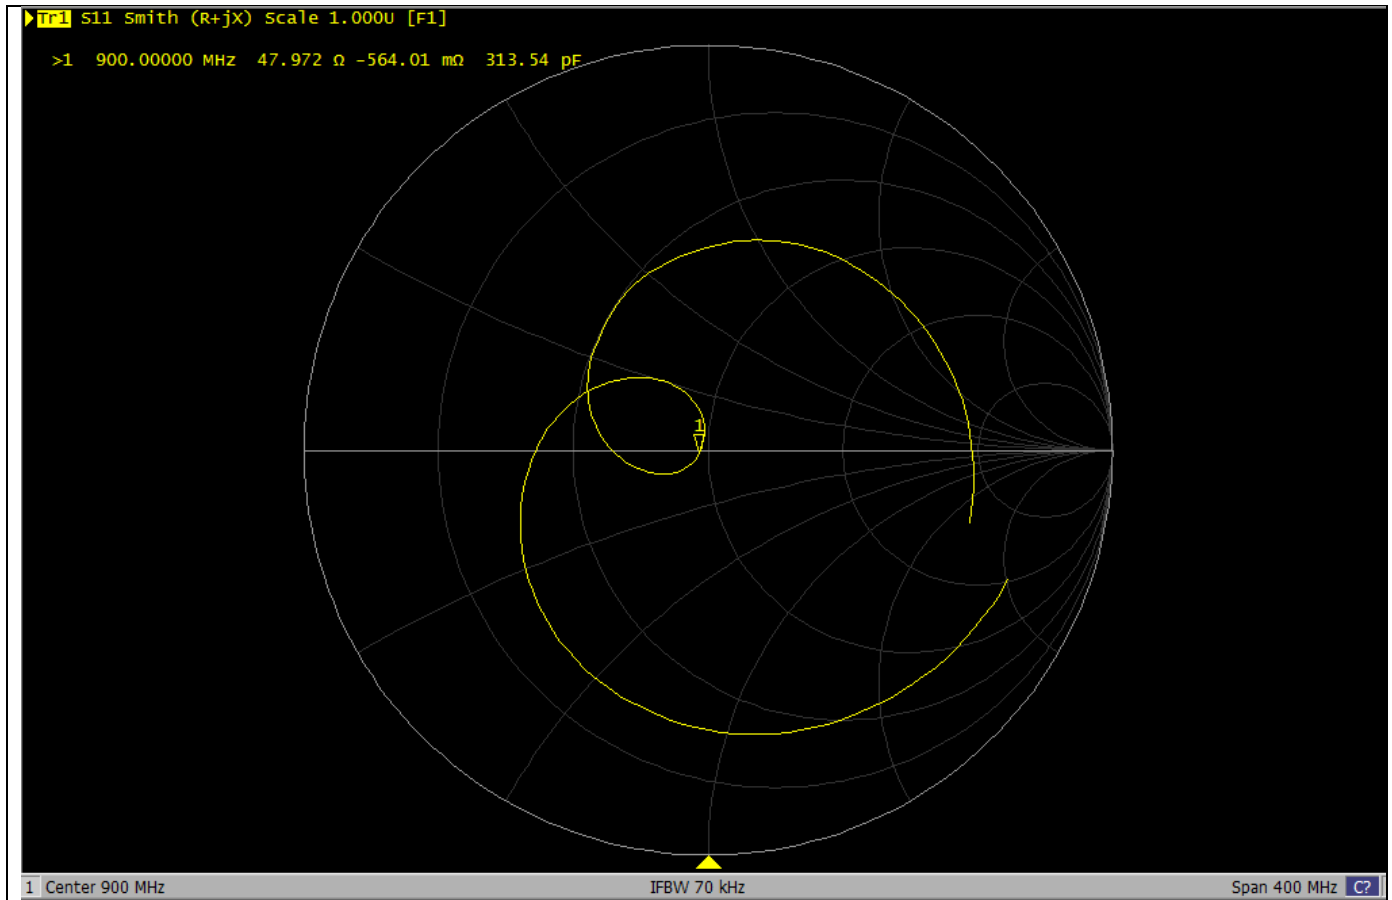 Tr1 S11 Smith (R+jX) Scale 1.000U [F1]
>1 900.00000 MHz 47.972 Ω -564.01 mΩ 313.54 pF
1
1 Center 900 MHz IFBW 70 kHz Span 400 MHz C?